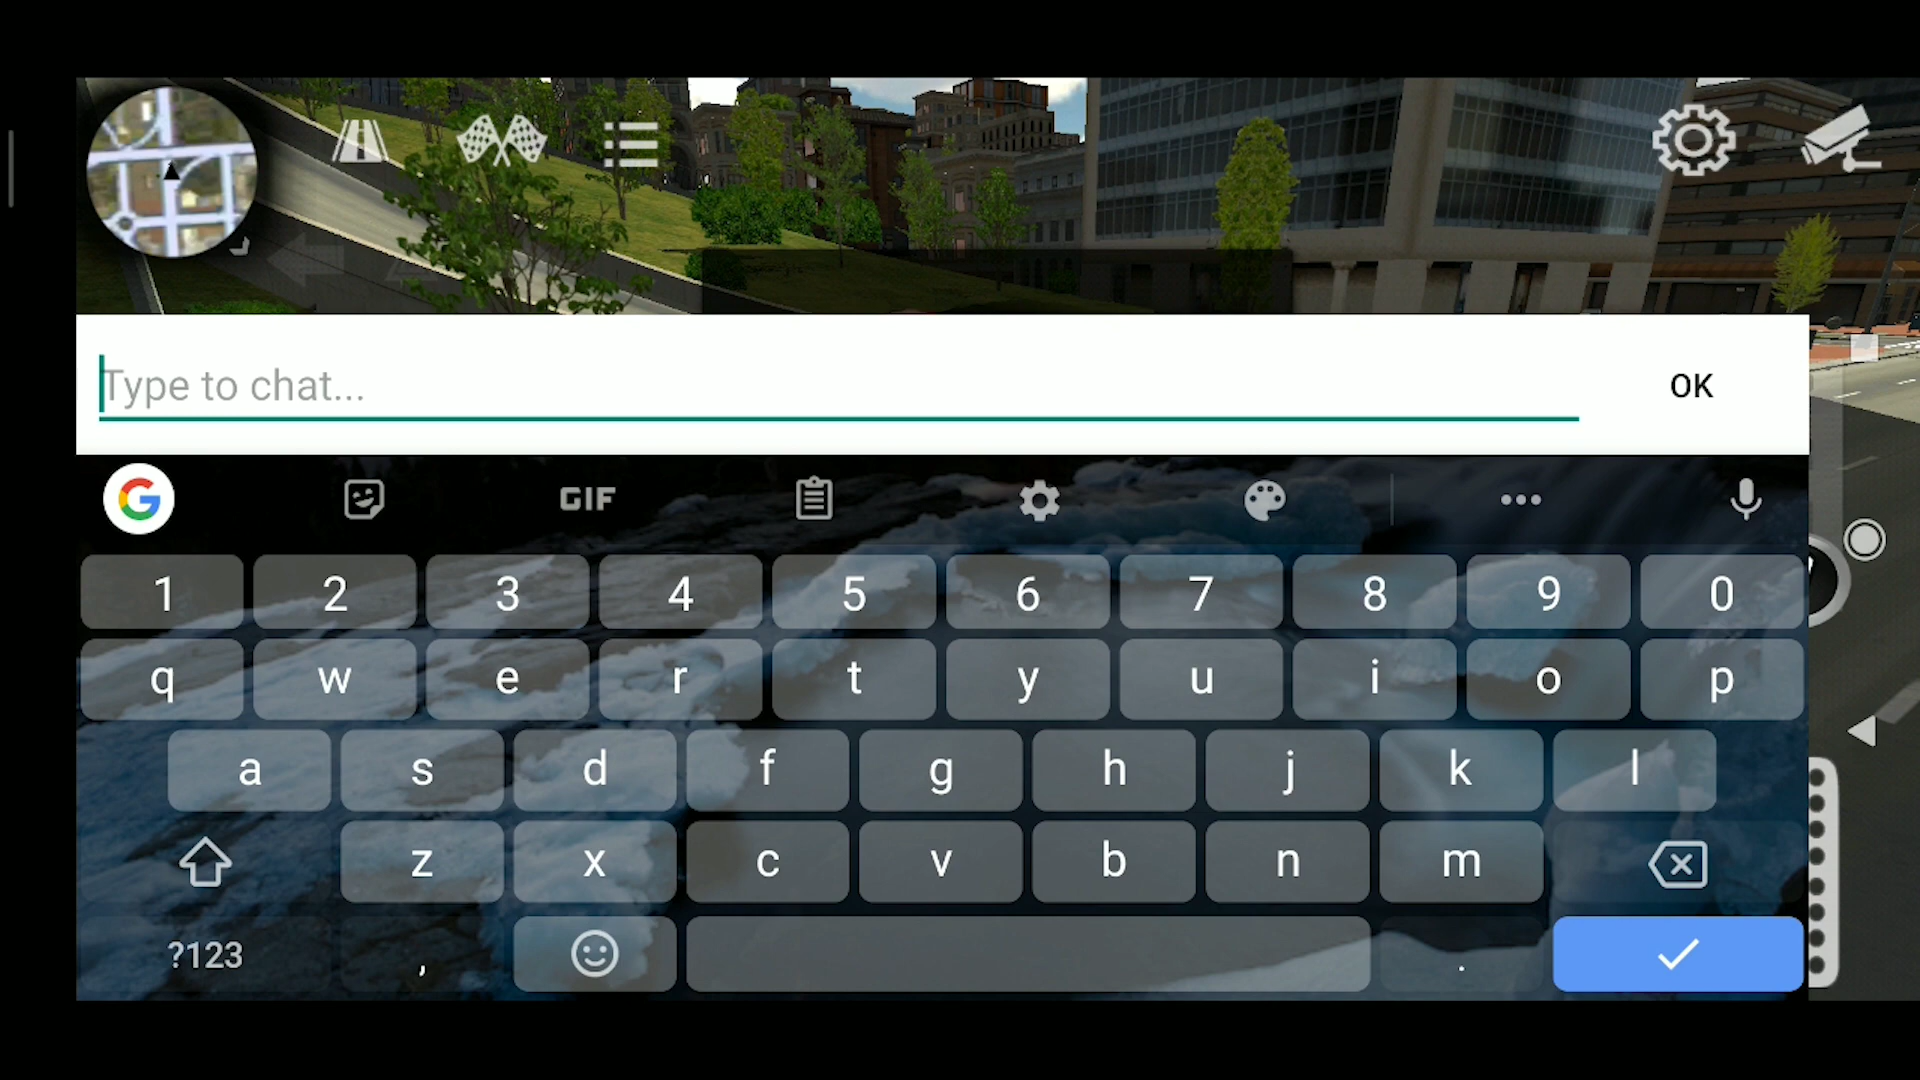 Type to chat...
OK
G
GIF
1 2 3 4 5 6 7 8 9 0
q w e r t y u i o p
a s d f g h j k l
z x c v b n m
?123 , .